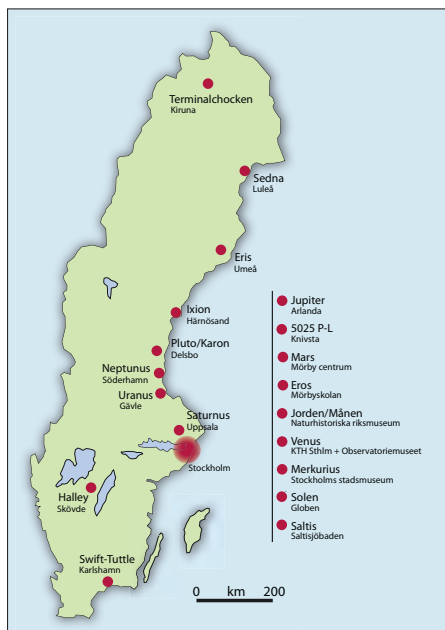 Terminalchocken
Kiruna
Sedna
Luleå
Eris
Umeå
Ixion
Härnösand
Pluto/Karon
Delsbo
Neptunus
Söderhamn
Uranus
Gävle
Saturnus
Uppsala
Stockholm
Halley
Skövde
Swift-Tuttle
Karlshamn
0 km 200
Jupiter
Arlanda
5025 P-L
Knivsta
Mars
Mörby centrum
Eros
Mörbyskolan
Jorden/Månen
Naturhistoriska riksmuseum
Venus
KTH Sthlm + Observatoriemuseet
Merkurius
Stockholms stadsmuseum
Solen
Globen
Saltis
Saltisjöbaden